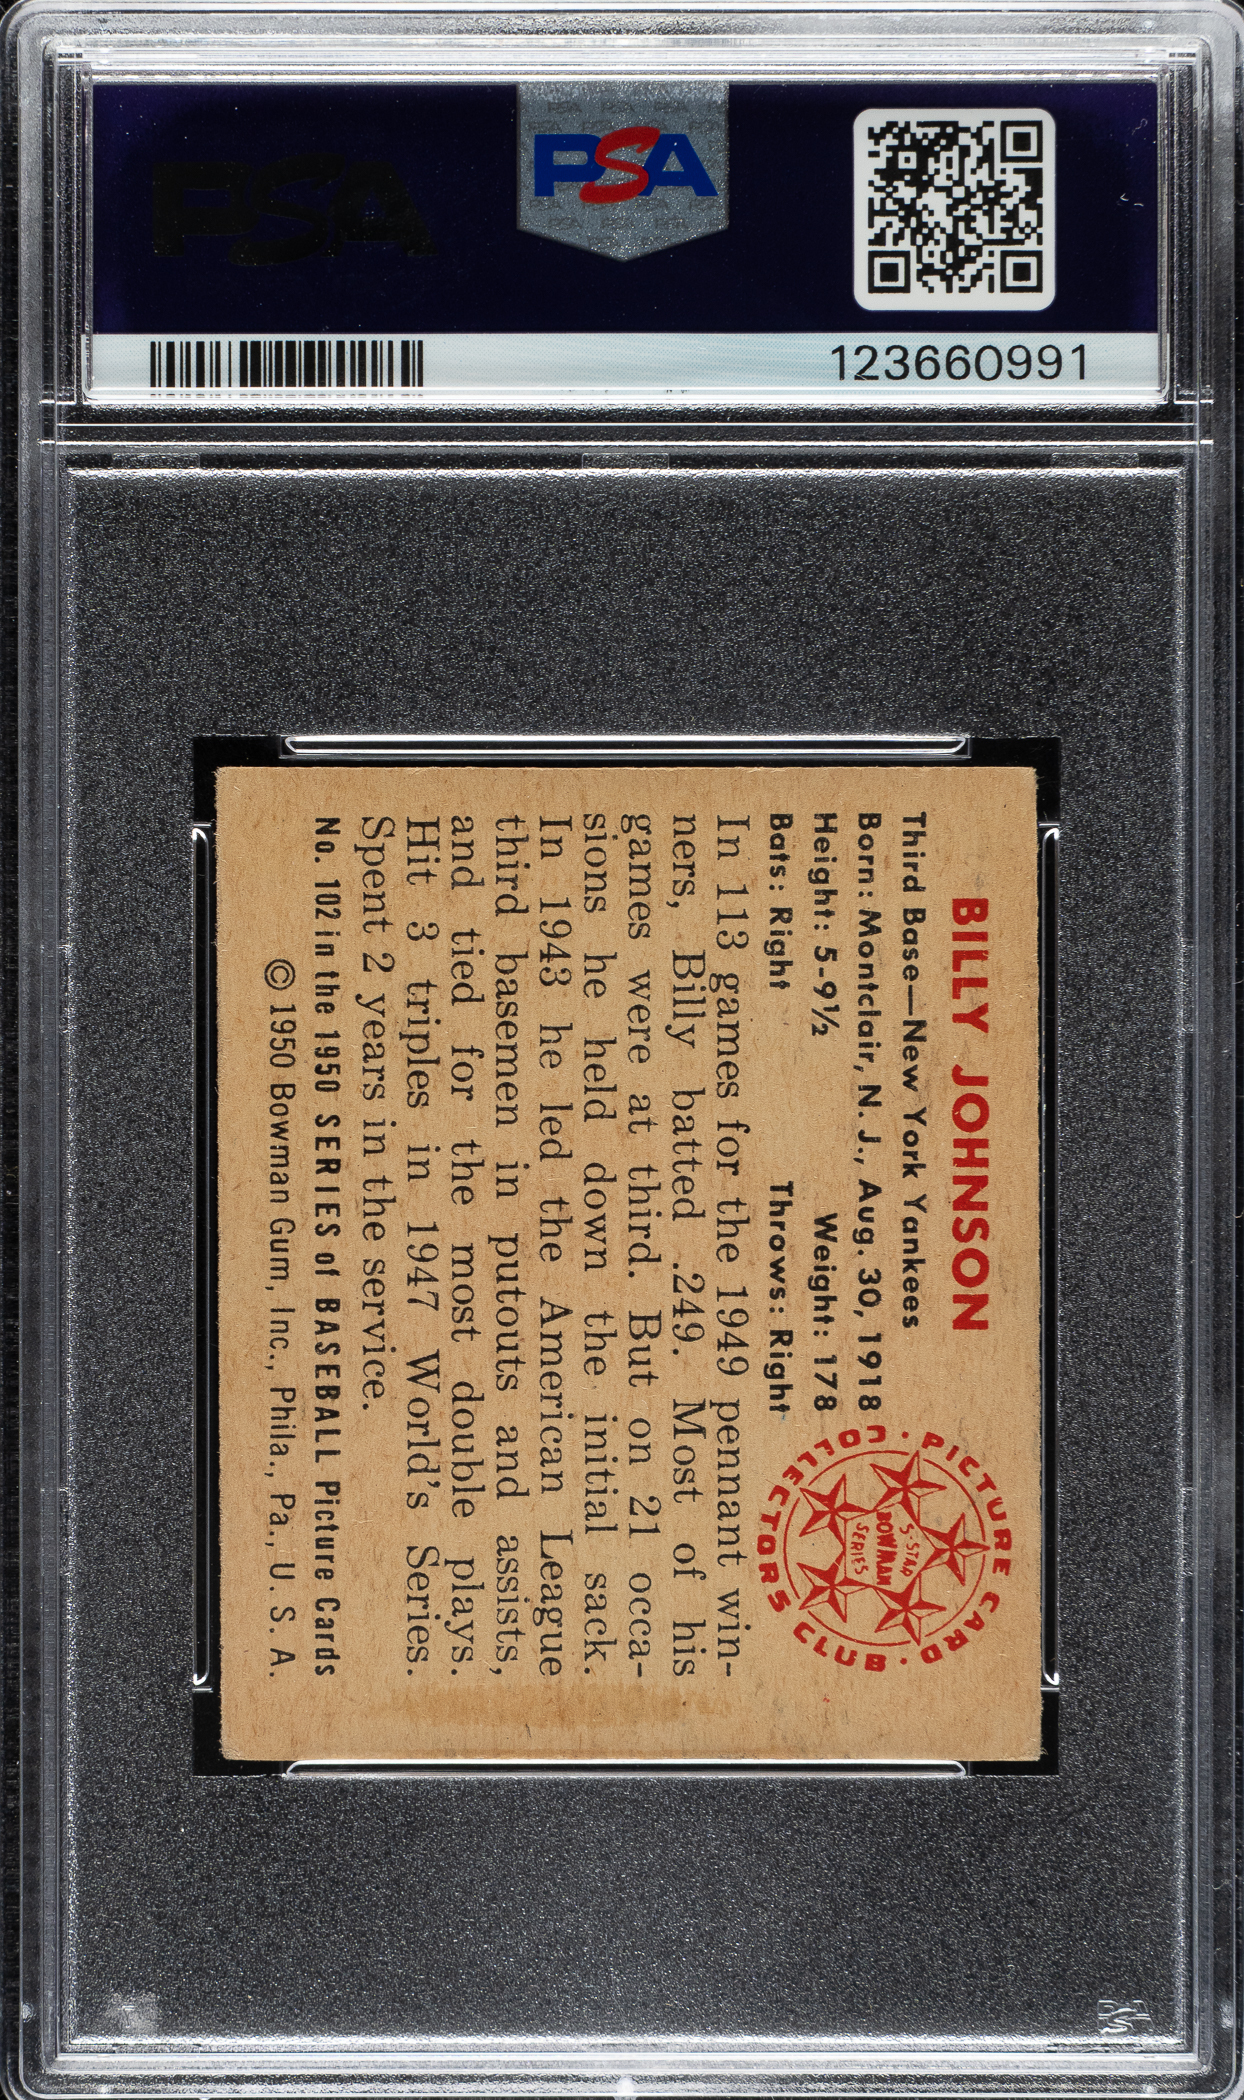 PSA
PSA
123660991
BILLY JOHNSON
Third Base—New York Yankees
Born: Montclair, N. J., Aug. 30, 1918
Height: 5-9½ Weight: 178
Bats: Right Throws: Right
PICTURE CARD · COLLECTORS CLUB ·
5-STAR
BOWMAN
SERIES
In 113 games for the 1949 pennant win-
ners, Billy batted .249. Most of his
games were at third. But on 21 occa-
sions he held down the initial sack.
In 1943 he led the American League
third basemen in putouts and assists,
and tied for the most double plays.
Hit 3 triples in 1947 World's Series.
Spent 2 years in the service.
No. 102 in the 1950 SERIES of BASEBALL Picture Cards
© 1950 Bowman Gum, Inc., Phila., Pa., U. S. A.
PSA